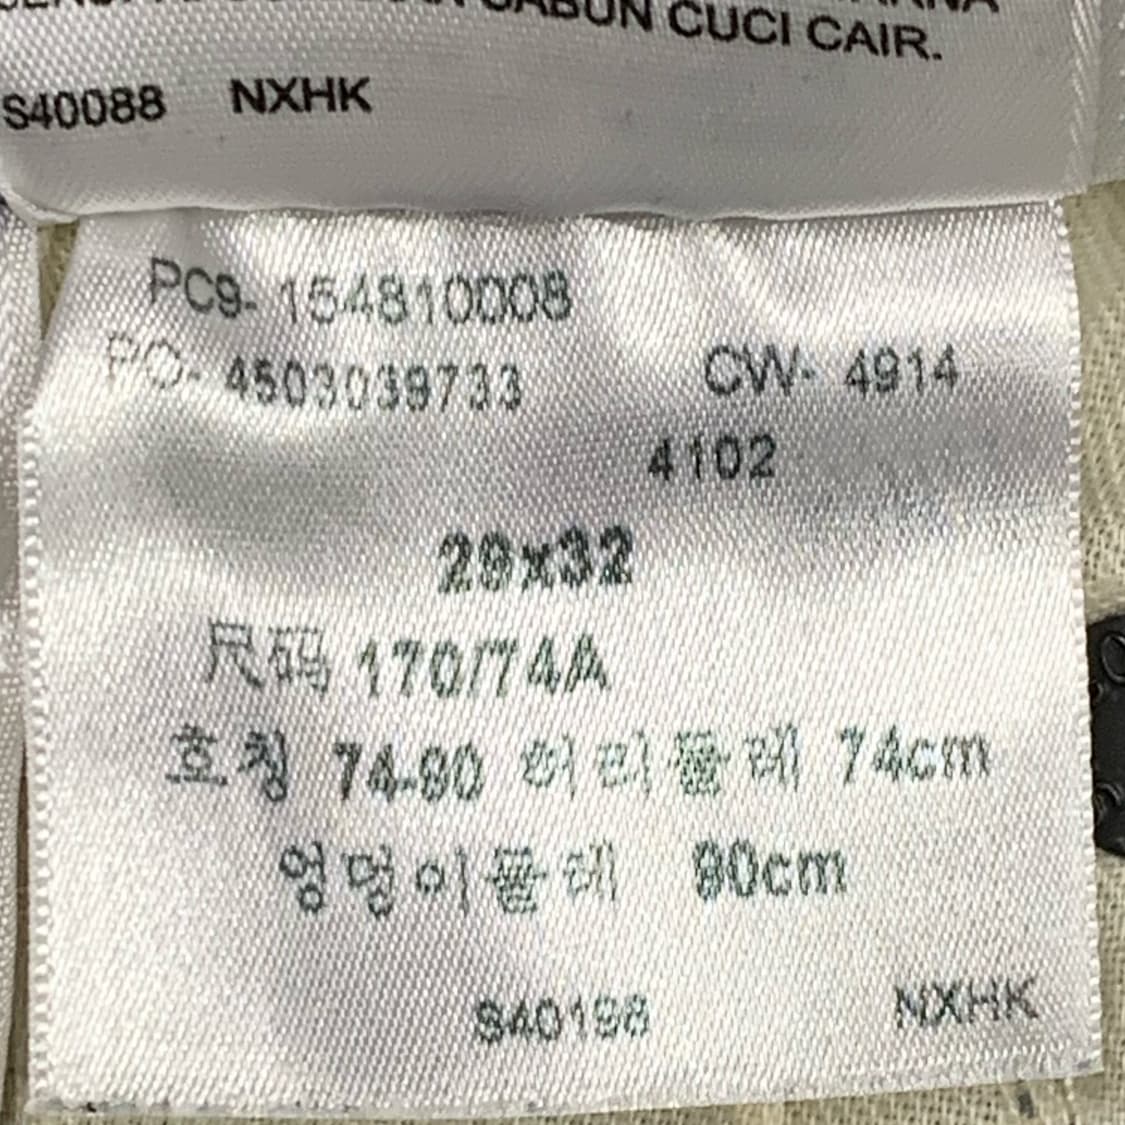 SABUN CUCI CAIR.
S40088 NXHK
PC9- 154810008
PO- 4503039733 CW- 4914
4102
29x32
尺码 170/74A
호칭 74-90 허리둘레 74cm
엉덩이둘레 90cm
S40198 NXHK